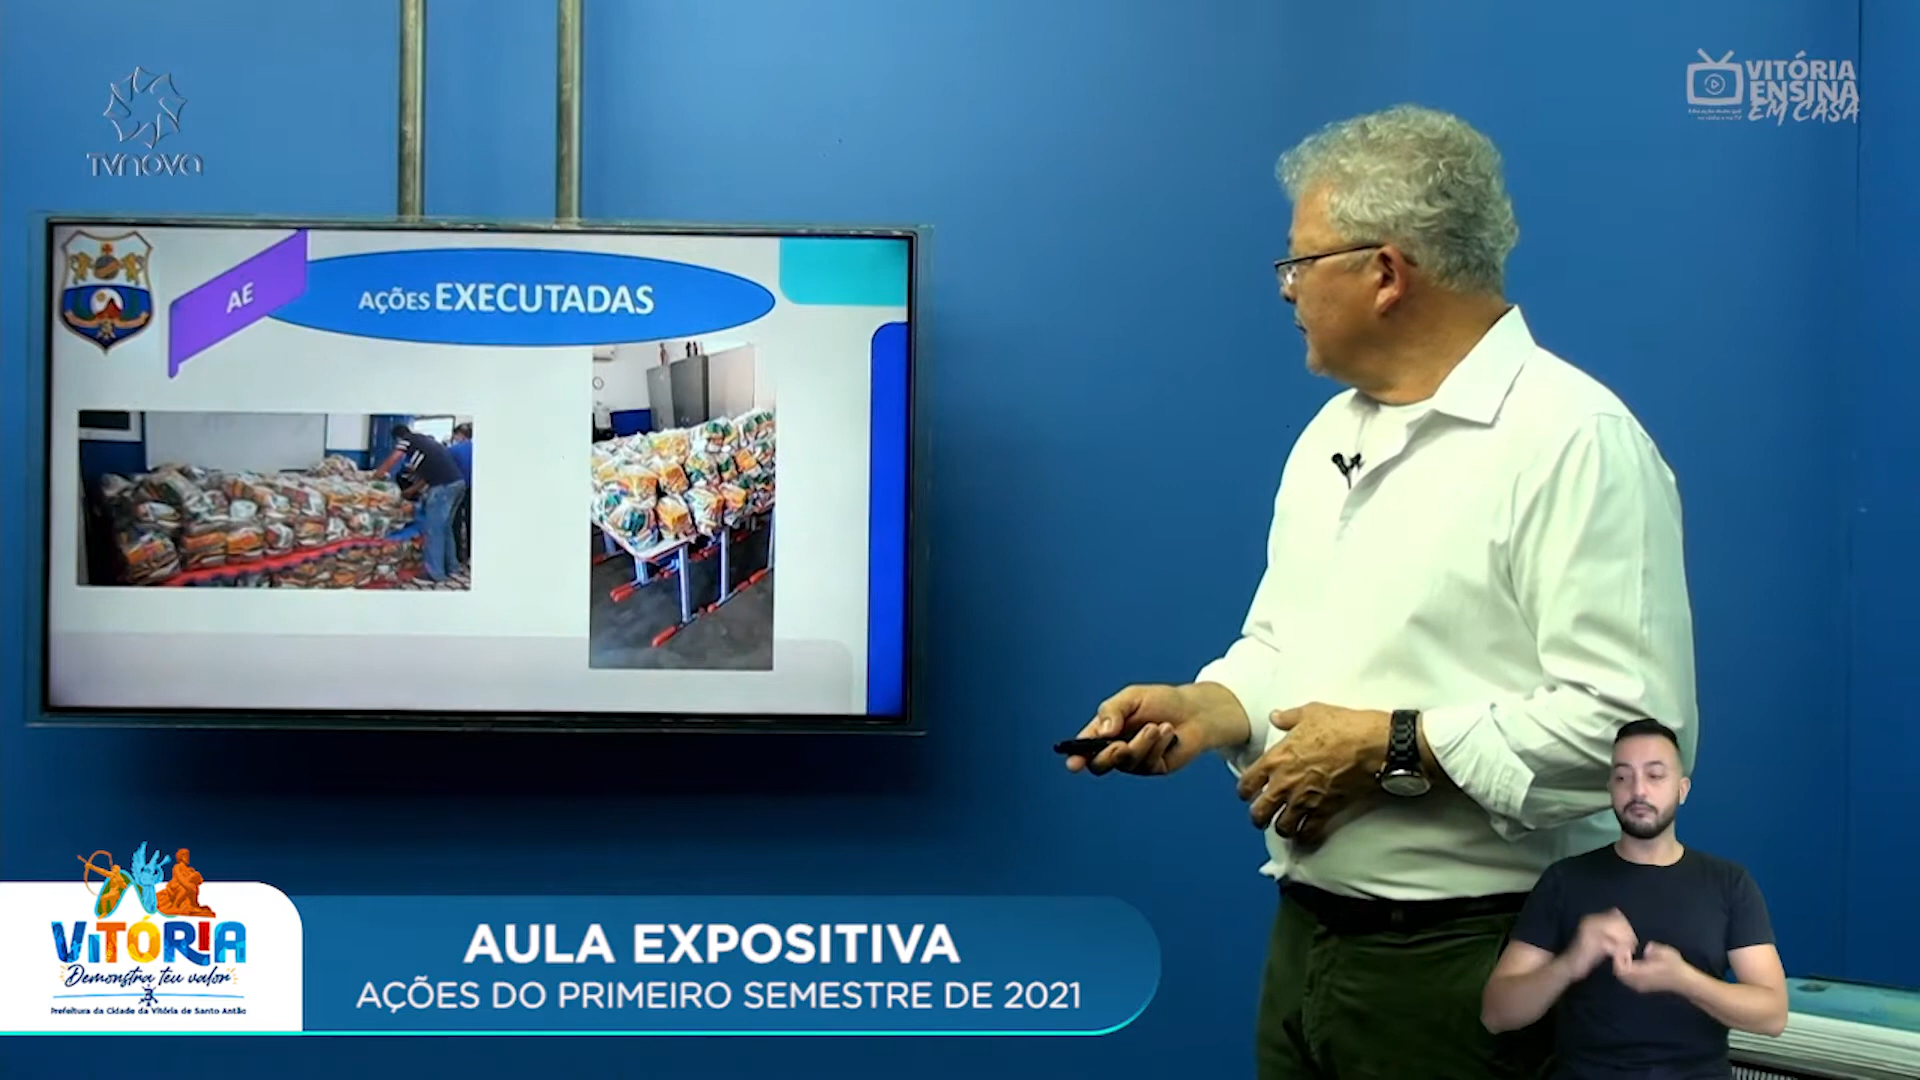 TVNOVA
VITÓRIA
ENSINA
EM CASA
AE
AÇÕES EXECUTADAS
AULA EXPOSITIVA
AÇÕES DO PRIMEIRO SEMESTRE DE 2021
VITÓRIA
Demonstra teu valor
Prefeitura da Cidade da Vitória de Santo Antão